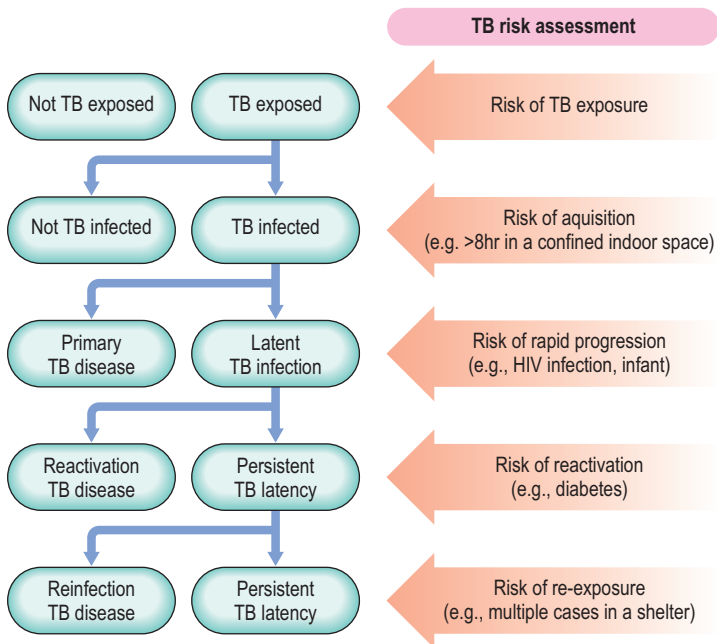 TB risk assessment
Not TB exposed
TB exposed
Risk of TB exposure
Not TB infected
TB infected
Risk of aquisition
(e.g. >8hr in a confined indoor space)
Primary
TB disease
Latent
TB infection
Risk of rapid progression
(e.g., HIV infection, infant)
Reactivation
TB disease
Persistent
TB latency
Risk of reactivation
(e.g., diabetes)
Reinfection
TB disease
Persistent
TB latency
Risk of re-exposure
(e.g., multiple cases in a shelter)